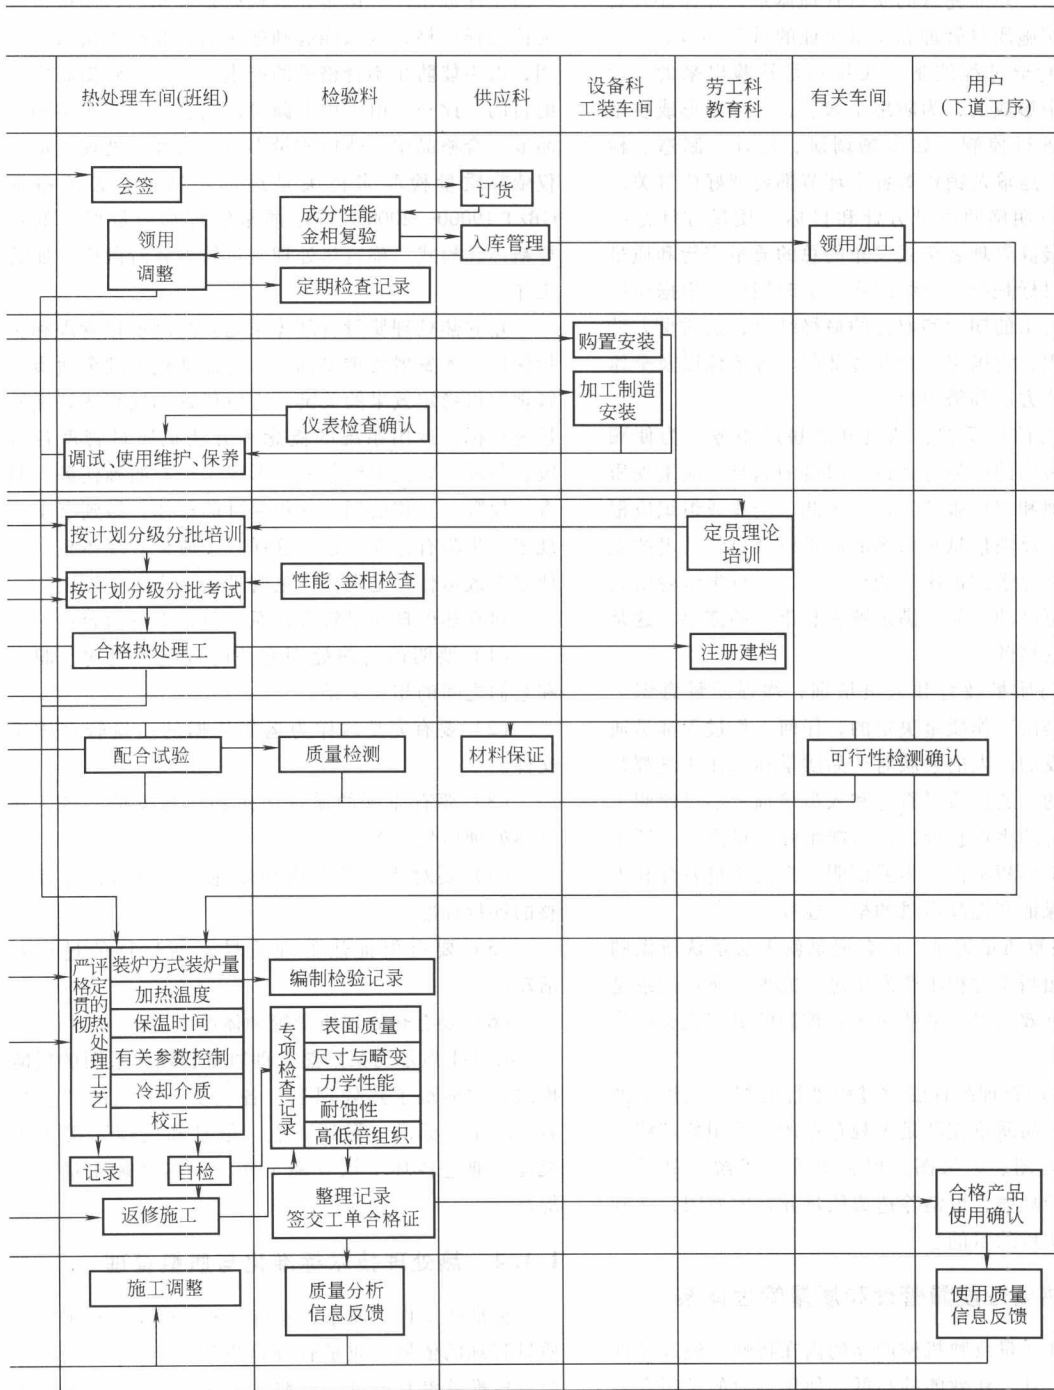 热处理车间(班组)
检验料
供应科
设备科
工装车间
劳工科
教育科
有关车间
用户
(下道工序)
会签
订货
成分性能
金相复验
领用
入库管理
领用加工
调整
定期检查记录
购置安装
加工制造
安装
仪表检查确认
调试、使用维护、保养
按计划分级分批培训
定员理论
培训
按计划分级分批考试
性能、金相检查
合格热处理工
注册建档
配合试验
质量检测
材料保证
可行性检测确认
严格贯彻
评定的热处理工艺
装炉方式装炉量
加热温度
保温时间
有关参数控制
冷却介质
校正
编制检验记录
专项检查记录
表面质量
尺寸与畸变
力学性能
耐蚀性
高低倍组织
记录
自检
返修施工
整理记录
签交工单合格证
合格产品
使用确认
施工调整
质量分析
信息反馈
使用质量
信息反馈